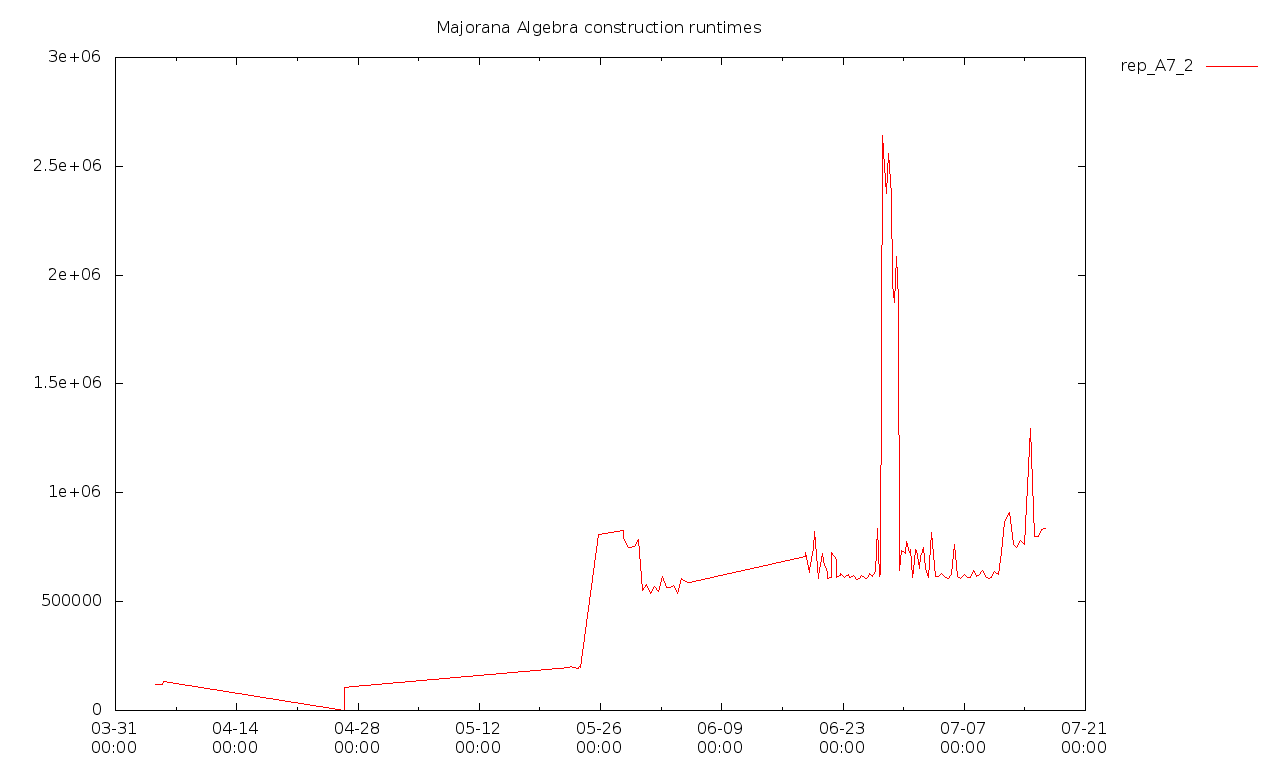 Majorana Algebra construction runtimes
rep_A7_2
3e+06
2.5e+06
2e+06
1.5e+06
1e+06
500000
0
03-31 04-14 04-28 05-12 05-26 06-09 06-23 07-07 07-21
00:00 00:00 00:00 00:00 00:00 00:00 00:00 00:00 00:00